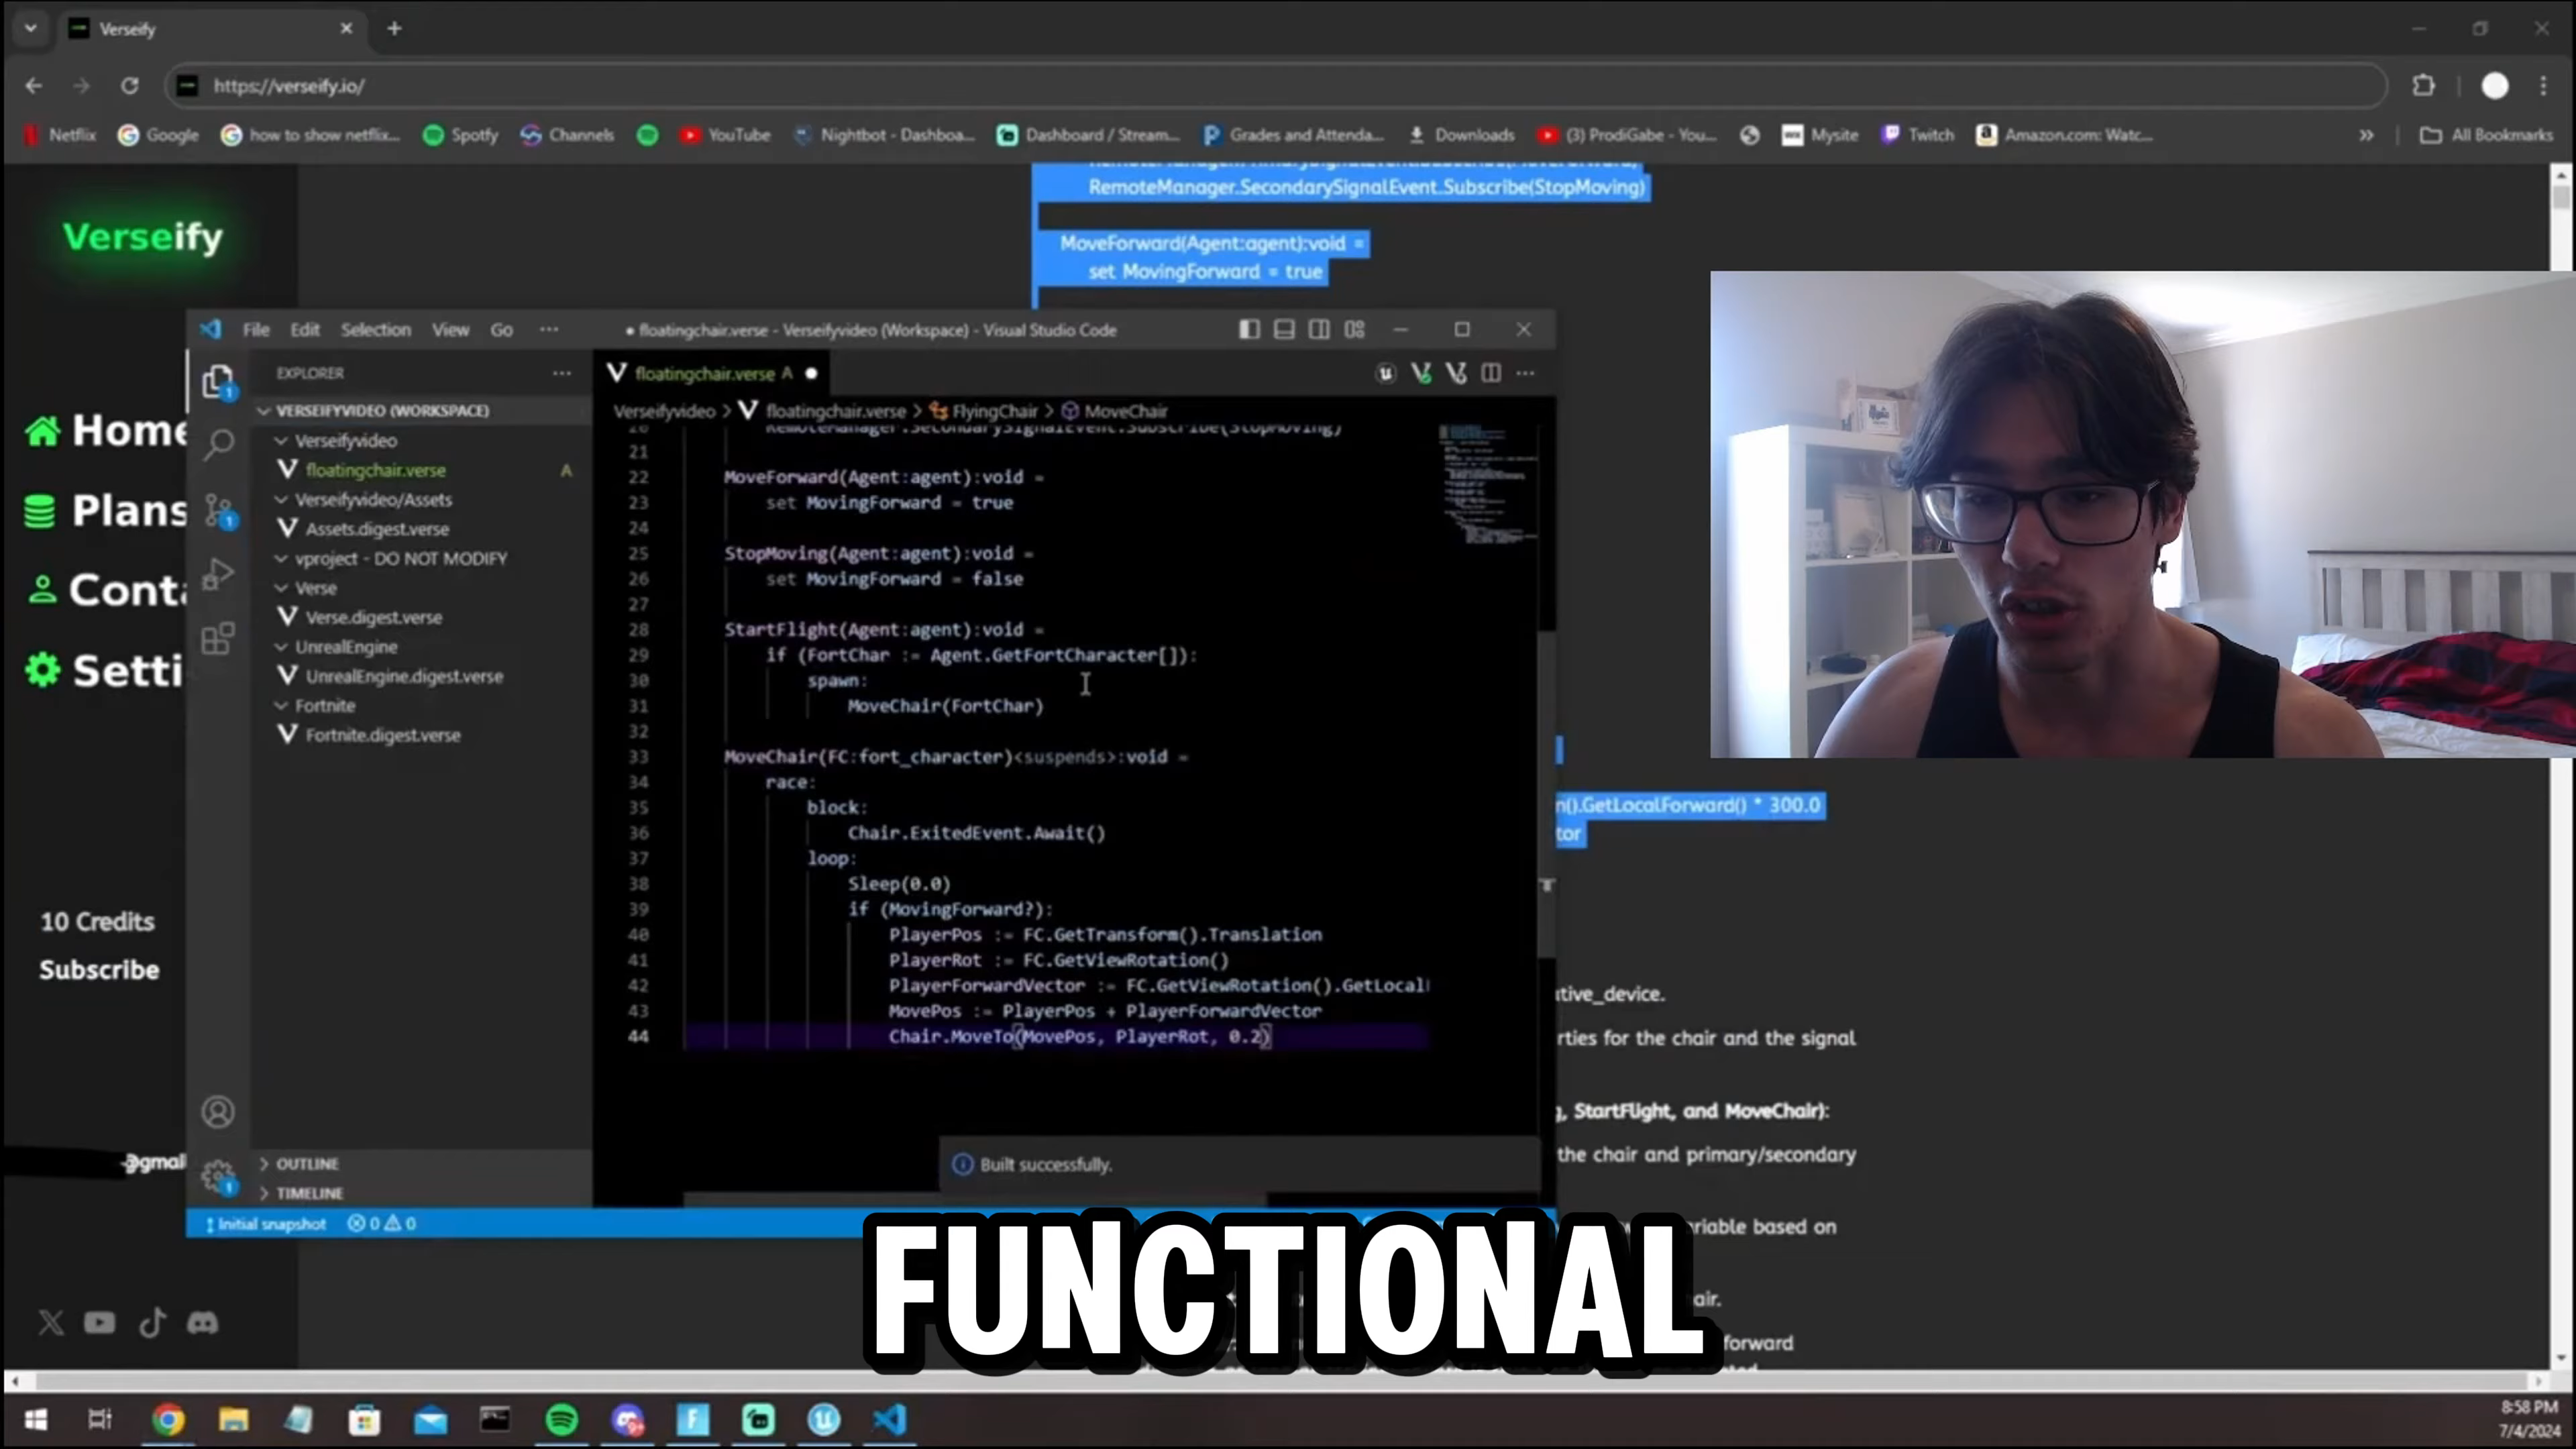 Verseify
https://verseify.io/
Netflix
Google
how to show netflix...
Spotfy
Channels
YouTube
Nightbot - Dashboa...
Dashboard / Stream...
Grades and Attenda...
Downloads
(3) ProdiGabe - You...
Mysite
Twitch
Amazon.com: Watc...
All Bookmarks
RemoteManager.SecondarySignalEvent.Subscribe(StopMoving)
MoveForward(Agent:agent):void =
set MovingForward = true
Verseify
Home
Plans
Conta
Setti
10 Credits
Subscribe
@gmail
File Edit Selection View Go ...
floatingchair.verse - Verseifyvideo (Workspace) - Visual Studio Code
EXPLORER
floatingchair.verse A
VERSEIFYVIDEO (WORKSPACE)
Verseifyvideo
floatingchair.verse A
Verseifyvideo/Assets
Assets.digest.verse
vproject - DO NOT MODIFY
Verse
Verse.digest.verse
UnrealEngine
UnrealEngine.digest.verse
Fortnite
Fortnite.digest.verse
OUTLINE
TIMELINE
Verseifyvideo > floatingchair.verse > FlyingChair > MoveChair
20 RemoteManager.SecondarySignalEvent.Subscribe(StopMoving)
21
22 MoveForward(Agent:agent):void =
23 set MovingForward = true
24
25 StopMoving(Agent:agent):void =
26 set MovingForward = false
27
28 StartFlight(Agent:agent):void =
29 if (FortChar := Agent.GetFortCharacter[]):
30 spawn:
31 MoveChair(FortChar)
32
33 MoveChair(FC:fort_character)<suspends>:void =
34 race:
35 block:
36 Chair.ExitedEvent.Await()
37 loop:
38 Sleep(0.0)
39 if (MovingForward?):
40 PlayerPos := FC.GetTransform().Translation
41 PlayerRot := FC.GetViewRotation()
42 PlayerForwardVector := FC.GetViewRotation().GetLocal
43 MovePos := PlayerPos + PlayerForwardVector
44 Chair.MoveTo(MovePos, PlayerRot, 0.2)
Built successfully.
Initial snapshot 0 0
n().GetLocalForward() * 300.0
tor
tive_device.
rties for the chair and the signal
, StartFlight, and MoveChair):
the chair and primary/secondary
riable based on
air.
forward
FUNCTIONAL
8:58 PM
7/4/2024